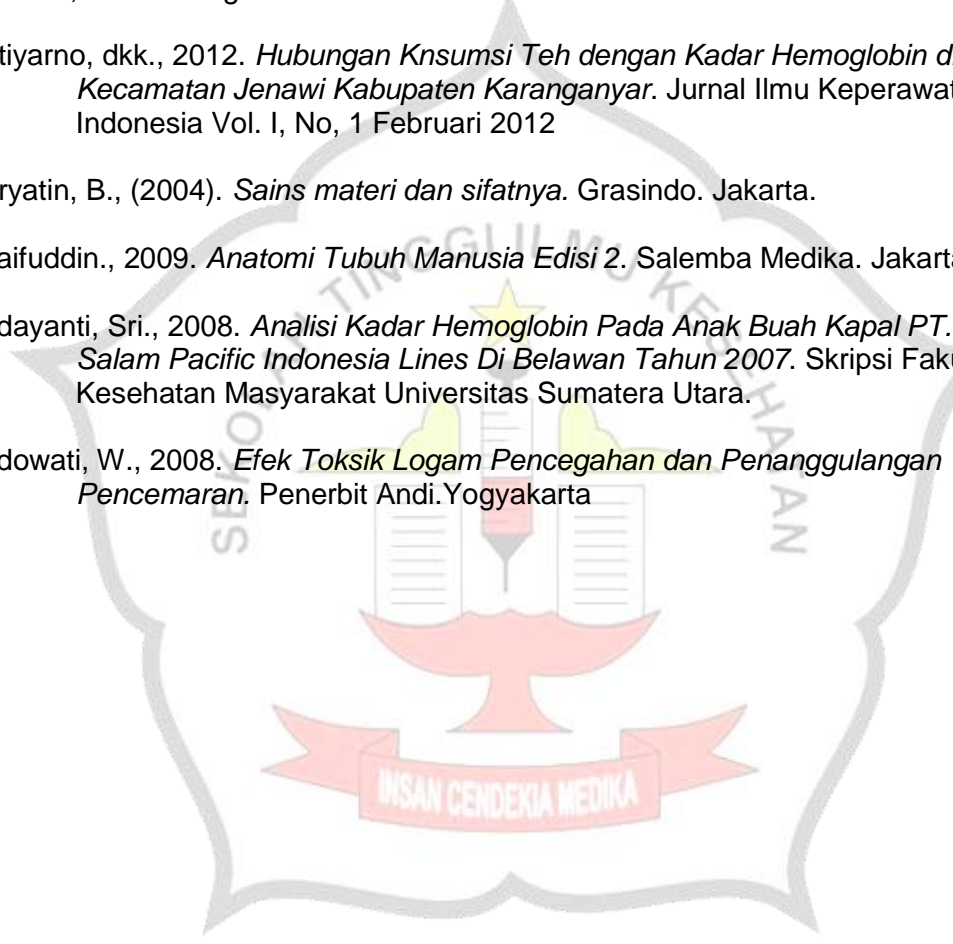 tiyarno, dkk., 2012. Hubungan Knsumsi Teh dengan Kadar Hemoglobin d
Kecamatan Jenawi Kabupaten Karanganyar. Jurnal Ilmu Keperawat
Indonesia Vol. I, No, 1 Februari 2012
ryatin, B., (2004). Sains materi dan sifatnya. Grasindo. Jakarta.
aifuddin., 2009. Anatomi Tubuh Manusia Edisi 2. Salemba Medika. Jakart
dayanti, Sri., 2008. Analisi Kadar Hemoglobin Pada Anak Buah Kapal PT.
Salam Pacific Indonesia Lines Di Belawan Tahun 2007. Skripsi Faku
Kesehatan Masyarakat Universitas Sumatera Utara.
dowati, W., 2008. Efek Toksik Logam Pencegahan dan Penanggulangan
Pencemaran. Penerbit Andi.Yogyakarta
SEKOLAH TINGGI ILMU KESEHATAN
INSAN CENDEKIA MEDIKA